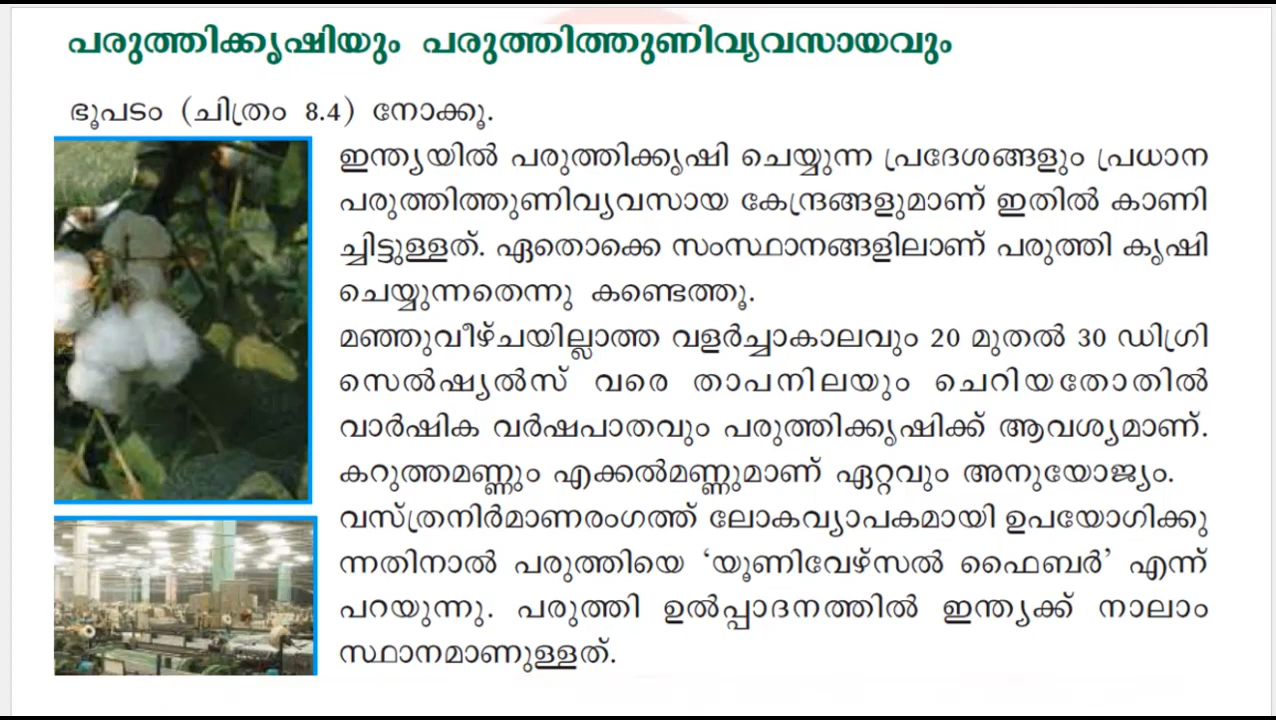 പരുത്തിക്കൃഷിയും പരുത്തിത്തുണിവ്യവസായവും
ഭൂപടം (ചിത്രം 8.4) നോക്കൂ.
ഇന്ത്യയിൽ പരുത്തിക്കൃഷി ചെയ്യുന്ന പ്രദേശങ്ങളും പ്രധാന
പരുത്തിത്തുണിവ്യവസായ കേന്ദ്രങ്ങളുമാണ് ഇതിൽ കാണി
ച്ചിട്ടുള്ളത്. ഏതൊക്കെ സംസ്ഥാനങ്ങളിലാണ് പരുത്തി കൃഷി
ചെയ്യുന്നതെന്നു കണ്ടെത്തൂ.
മഞ്ഞുവീഴ്ചയില്ലാത്ത വളർച്ചാകാലവും 20 മുതൽ 30 ഡിഗ്രി
സെൽഷ്യൽസ് വരെ താപനിലയും ചെറിയതോതിൽ
വാർഷിക വർഷപാതവും പരുത്തിക്കൃഷിക്ക് ആവശ്യമാണ്.
കറുത്തമണ്ണും എക്കൽമണ്ണുമാണ് ഏറ്റവും അനുയോജ്യം.
വസ്ത്രനിർമാണരംഗത്ത് ലോകവ്യാപകമായി ഉപയോഗിക്കു
ന്നതിനാൽ പരുത്തിയെ ‘യൂണിവേഴ്സൽ ഫൈബർ’ എന്ന്
പറയുന്നു. പരുത്തി ഉൽപ്പാദനത്തിൽ ഇന്ത്യക്ക് നാലാം
സ്ഥാനമാണുള്ളത്.